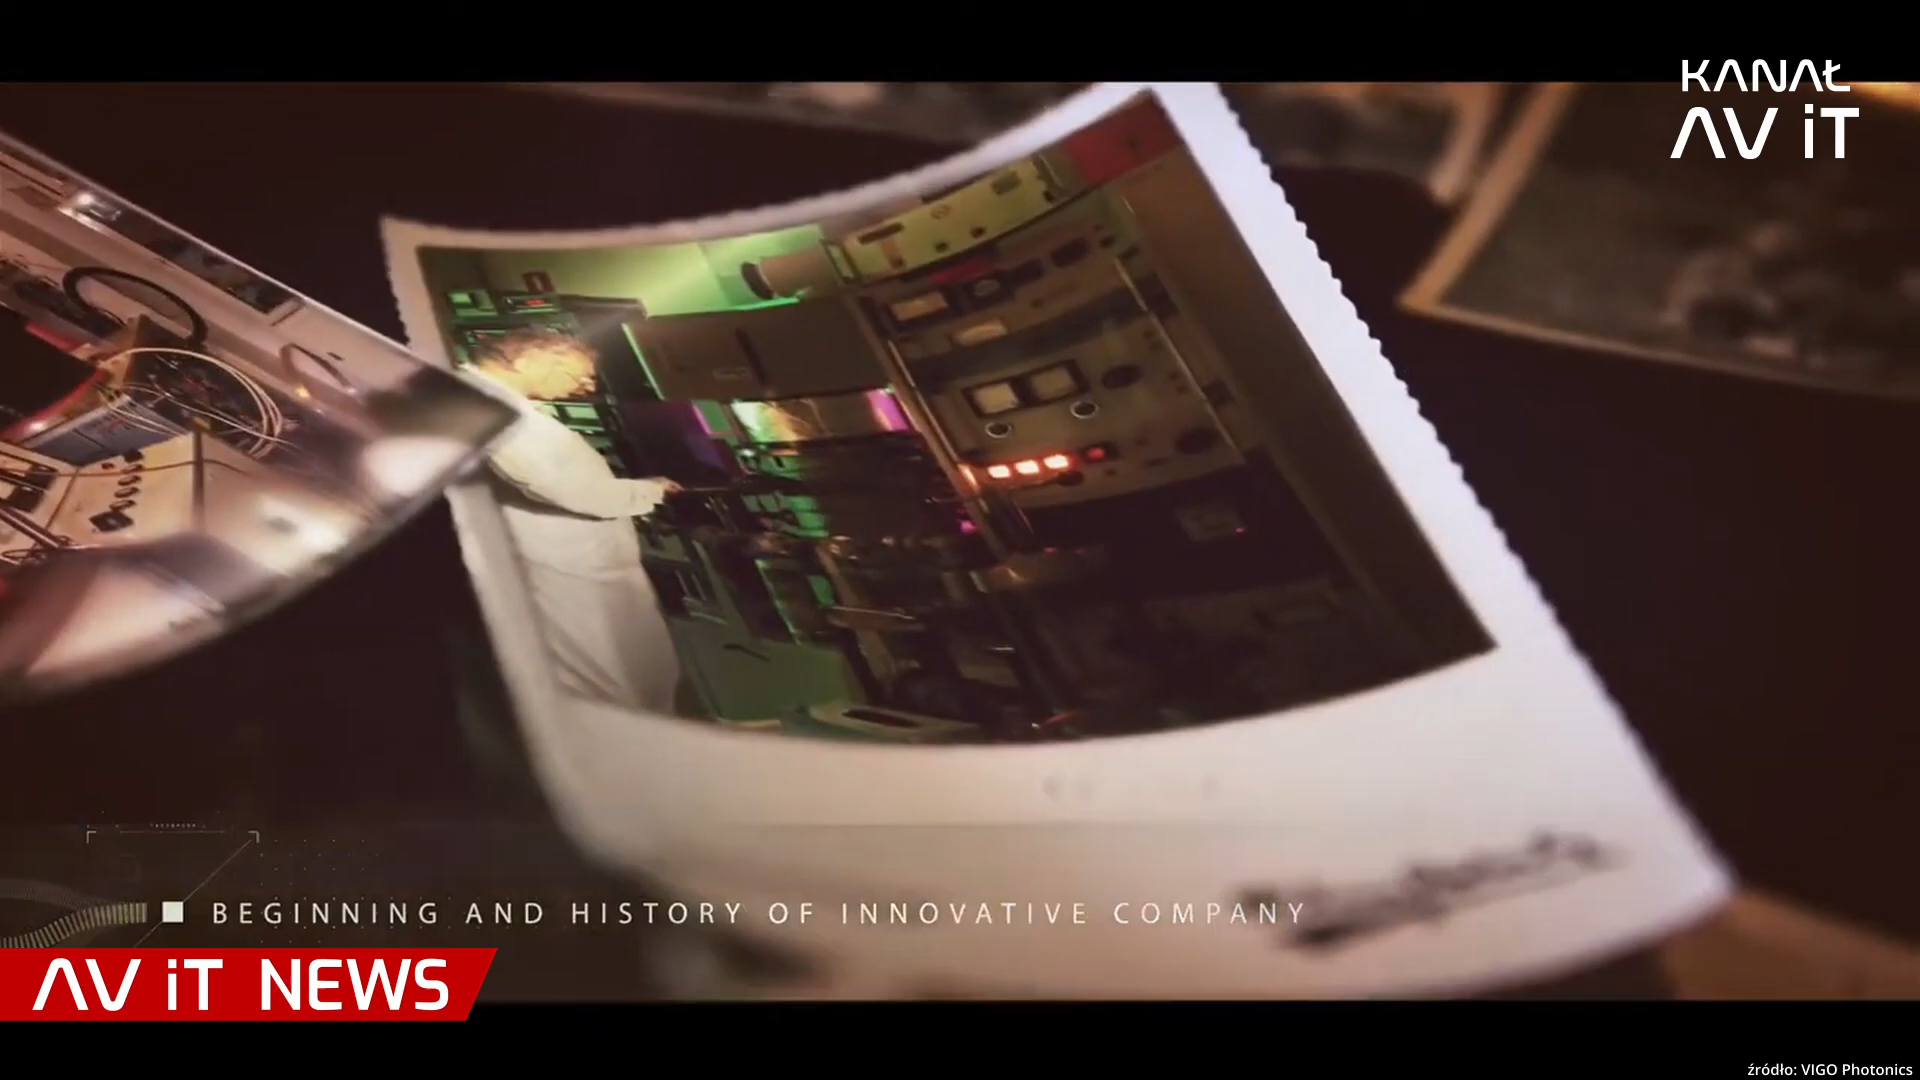 KANAŁ
AV iT
BEGINNING AND HISTORY OF INNOVATIVE COMPANY
AV iT NEWS
źródło: VIGO Photonics